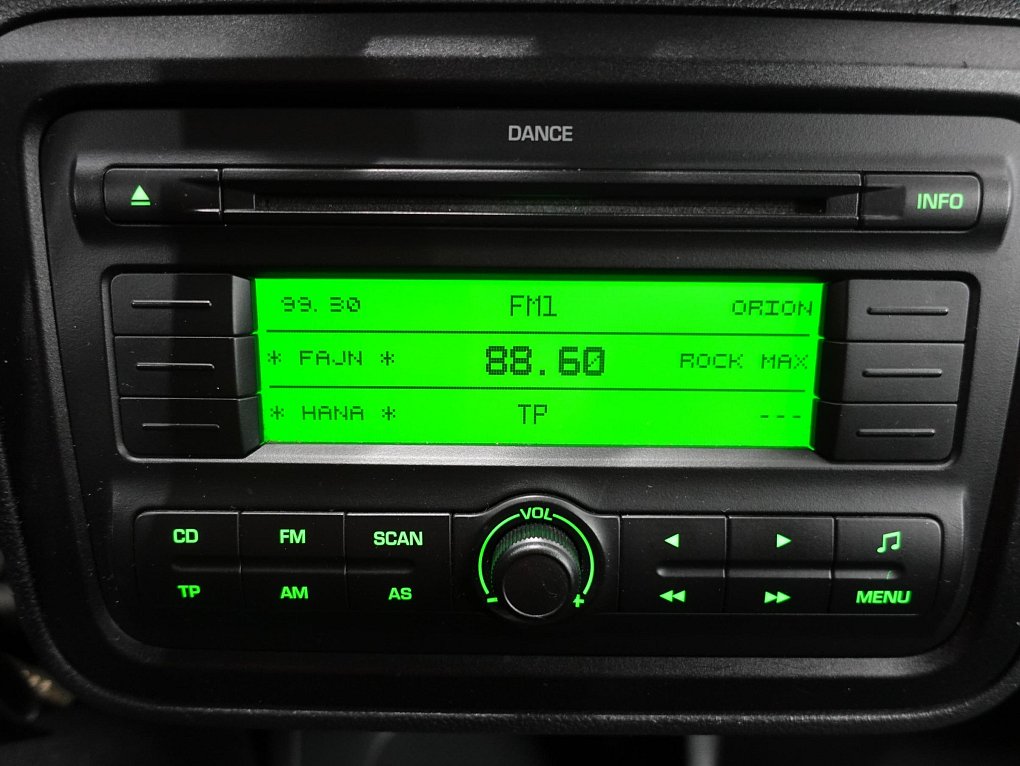 DANCE
INFO
99.30 FM1 ORION
* FAJN * 88.60 ROCK MAX
* HANA * TP ---
CD FM SCAN VOL
TP AM AS - + MENU